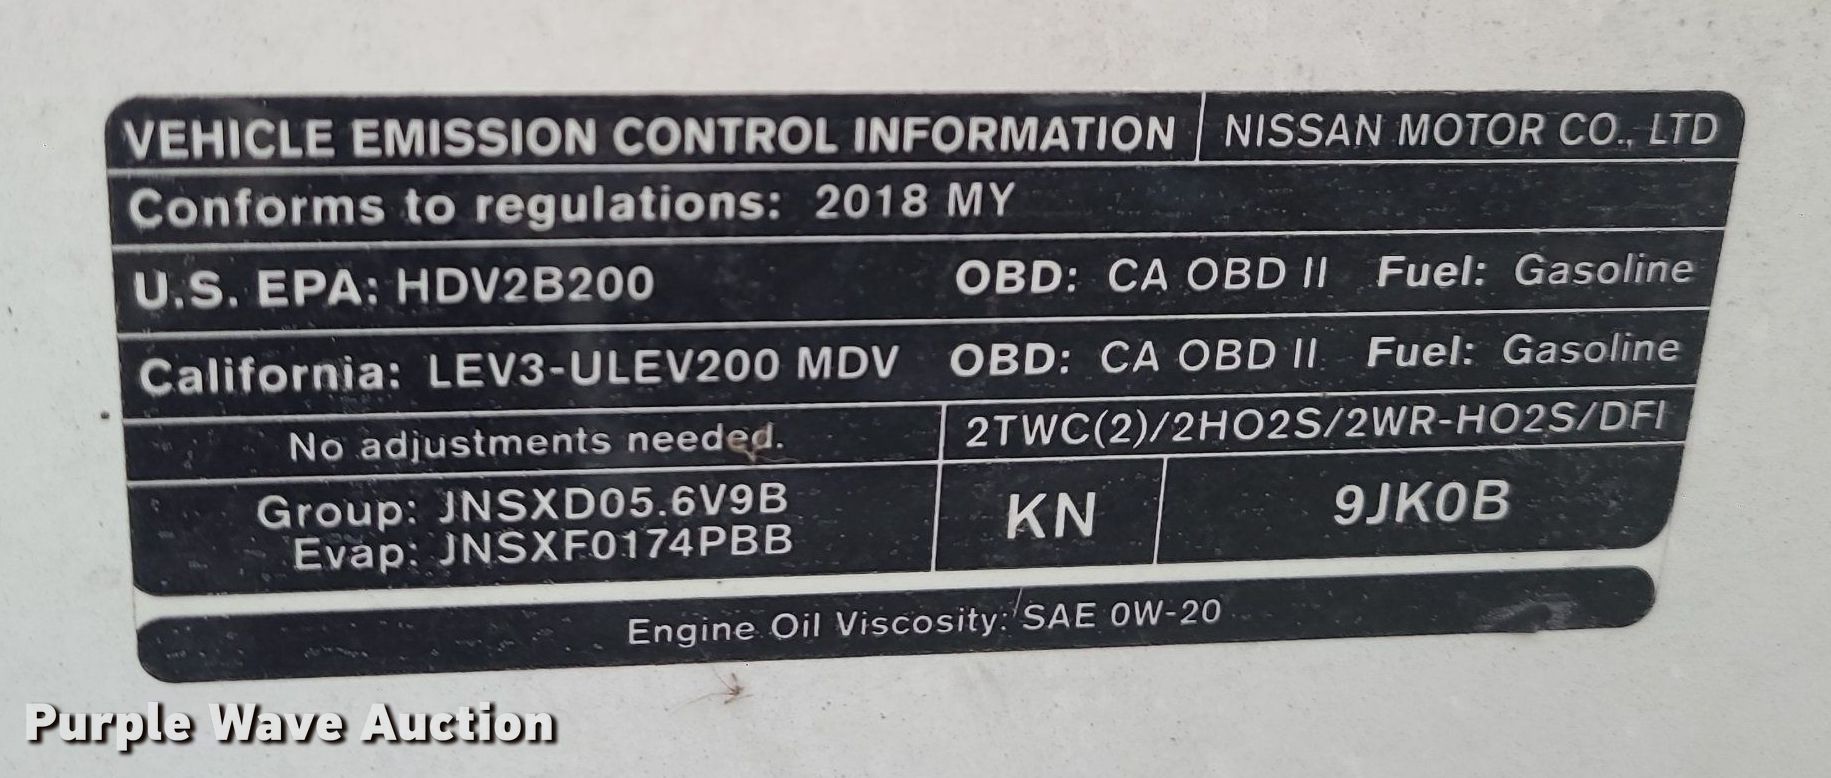 VEHICLE EMISSION CONTROL INFORMATION NISSAN MOTOR CO., LTD
Conforms to regulations: 2018 MY
U.S. EPA: HDV2B200 OBD: CA OBD II Fuel: Gasoline
California: LEV3-ULEV200 MDV OBD: CA OBD II Fuel: Gasoline
No adjustments needed. 2TWC(2)/2HO2S/2WR-HO2S/DFI
Group: JNSXD05.6V9B
Evap: JNSXF0174PBB
KN 9JK0B
Engine Oil Viscosity: SAE 0W-20
Purple Wave Auction